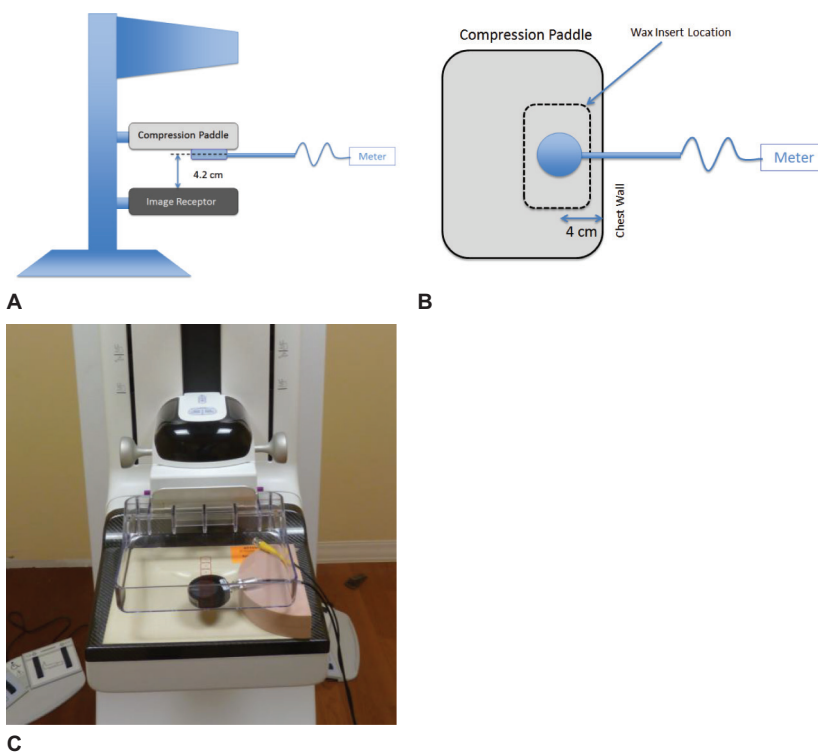 Compression Paddle
4.2 cm
Meter
Image Receptor
A
Compression Paddle
Wax Insert Location
Meter
4 cm
Chest Wall
B
C